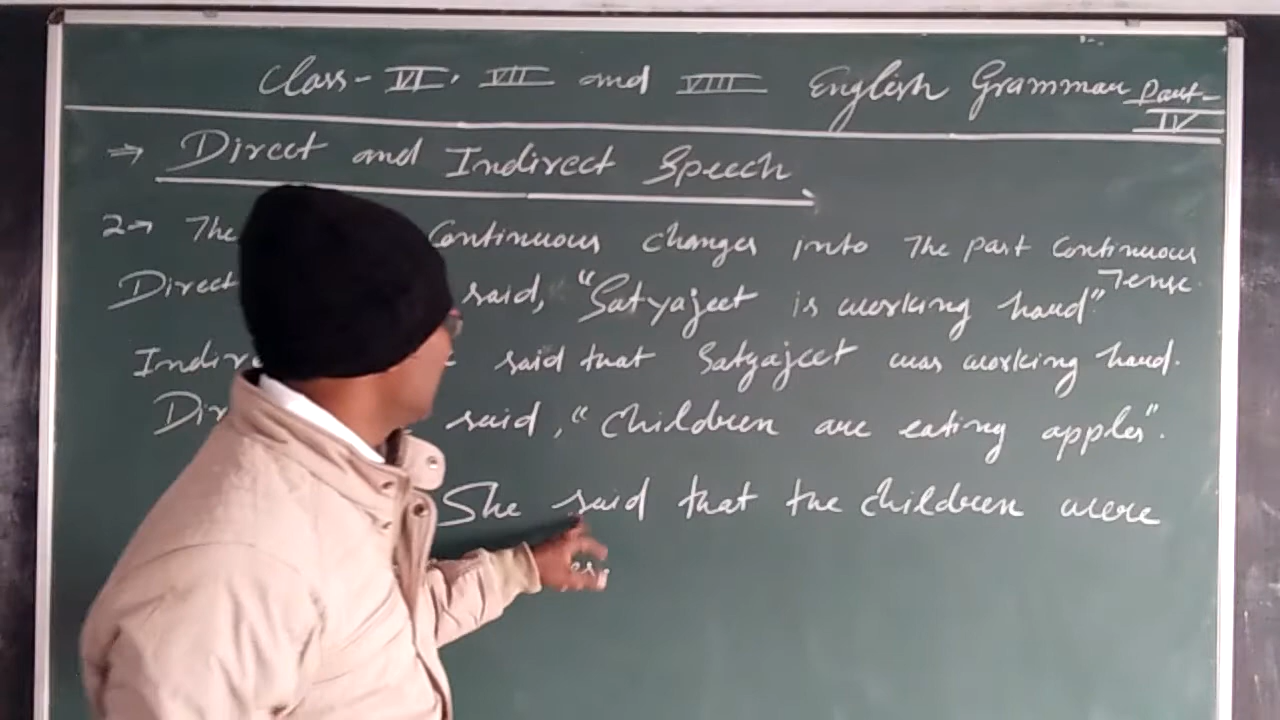 Class - VI, VII and VIII English Grammar Part - IV
⇒ Direct and Indirect Speech.
2→ The Continuous changes into The past Continuous Tense.
Direct said, "Satyajeet is working hard"
Indire said that Satyajeet was working hard.
Dir said, "Children are eating apples".
She said that the children were
es.